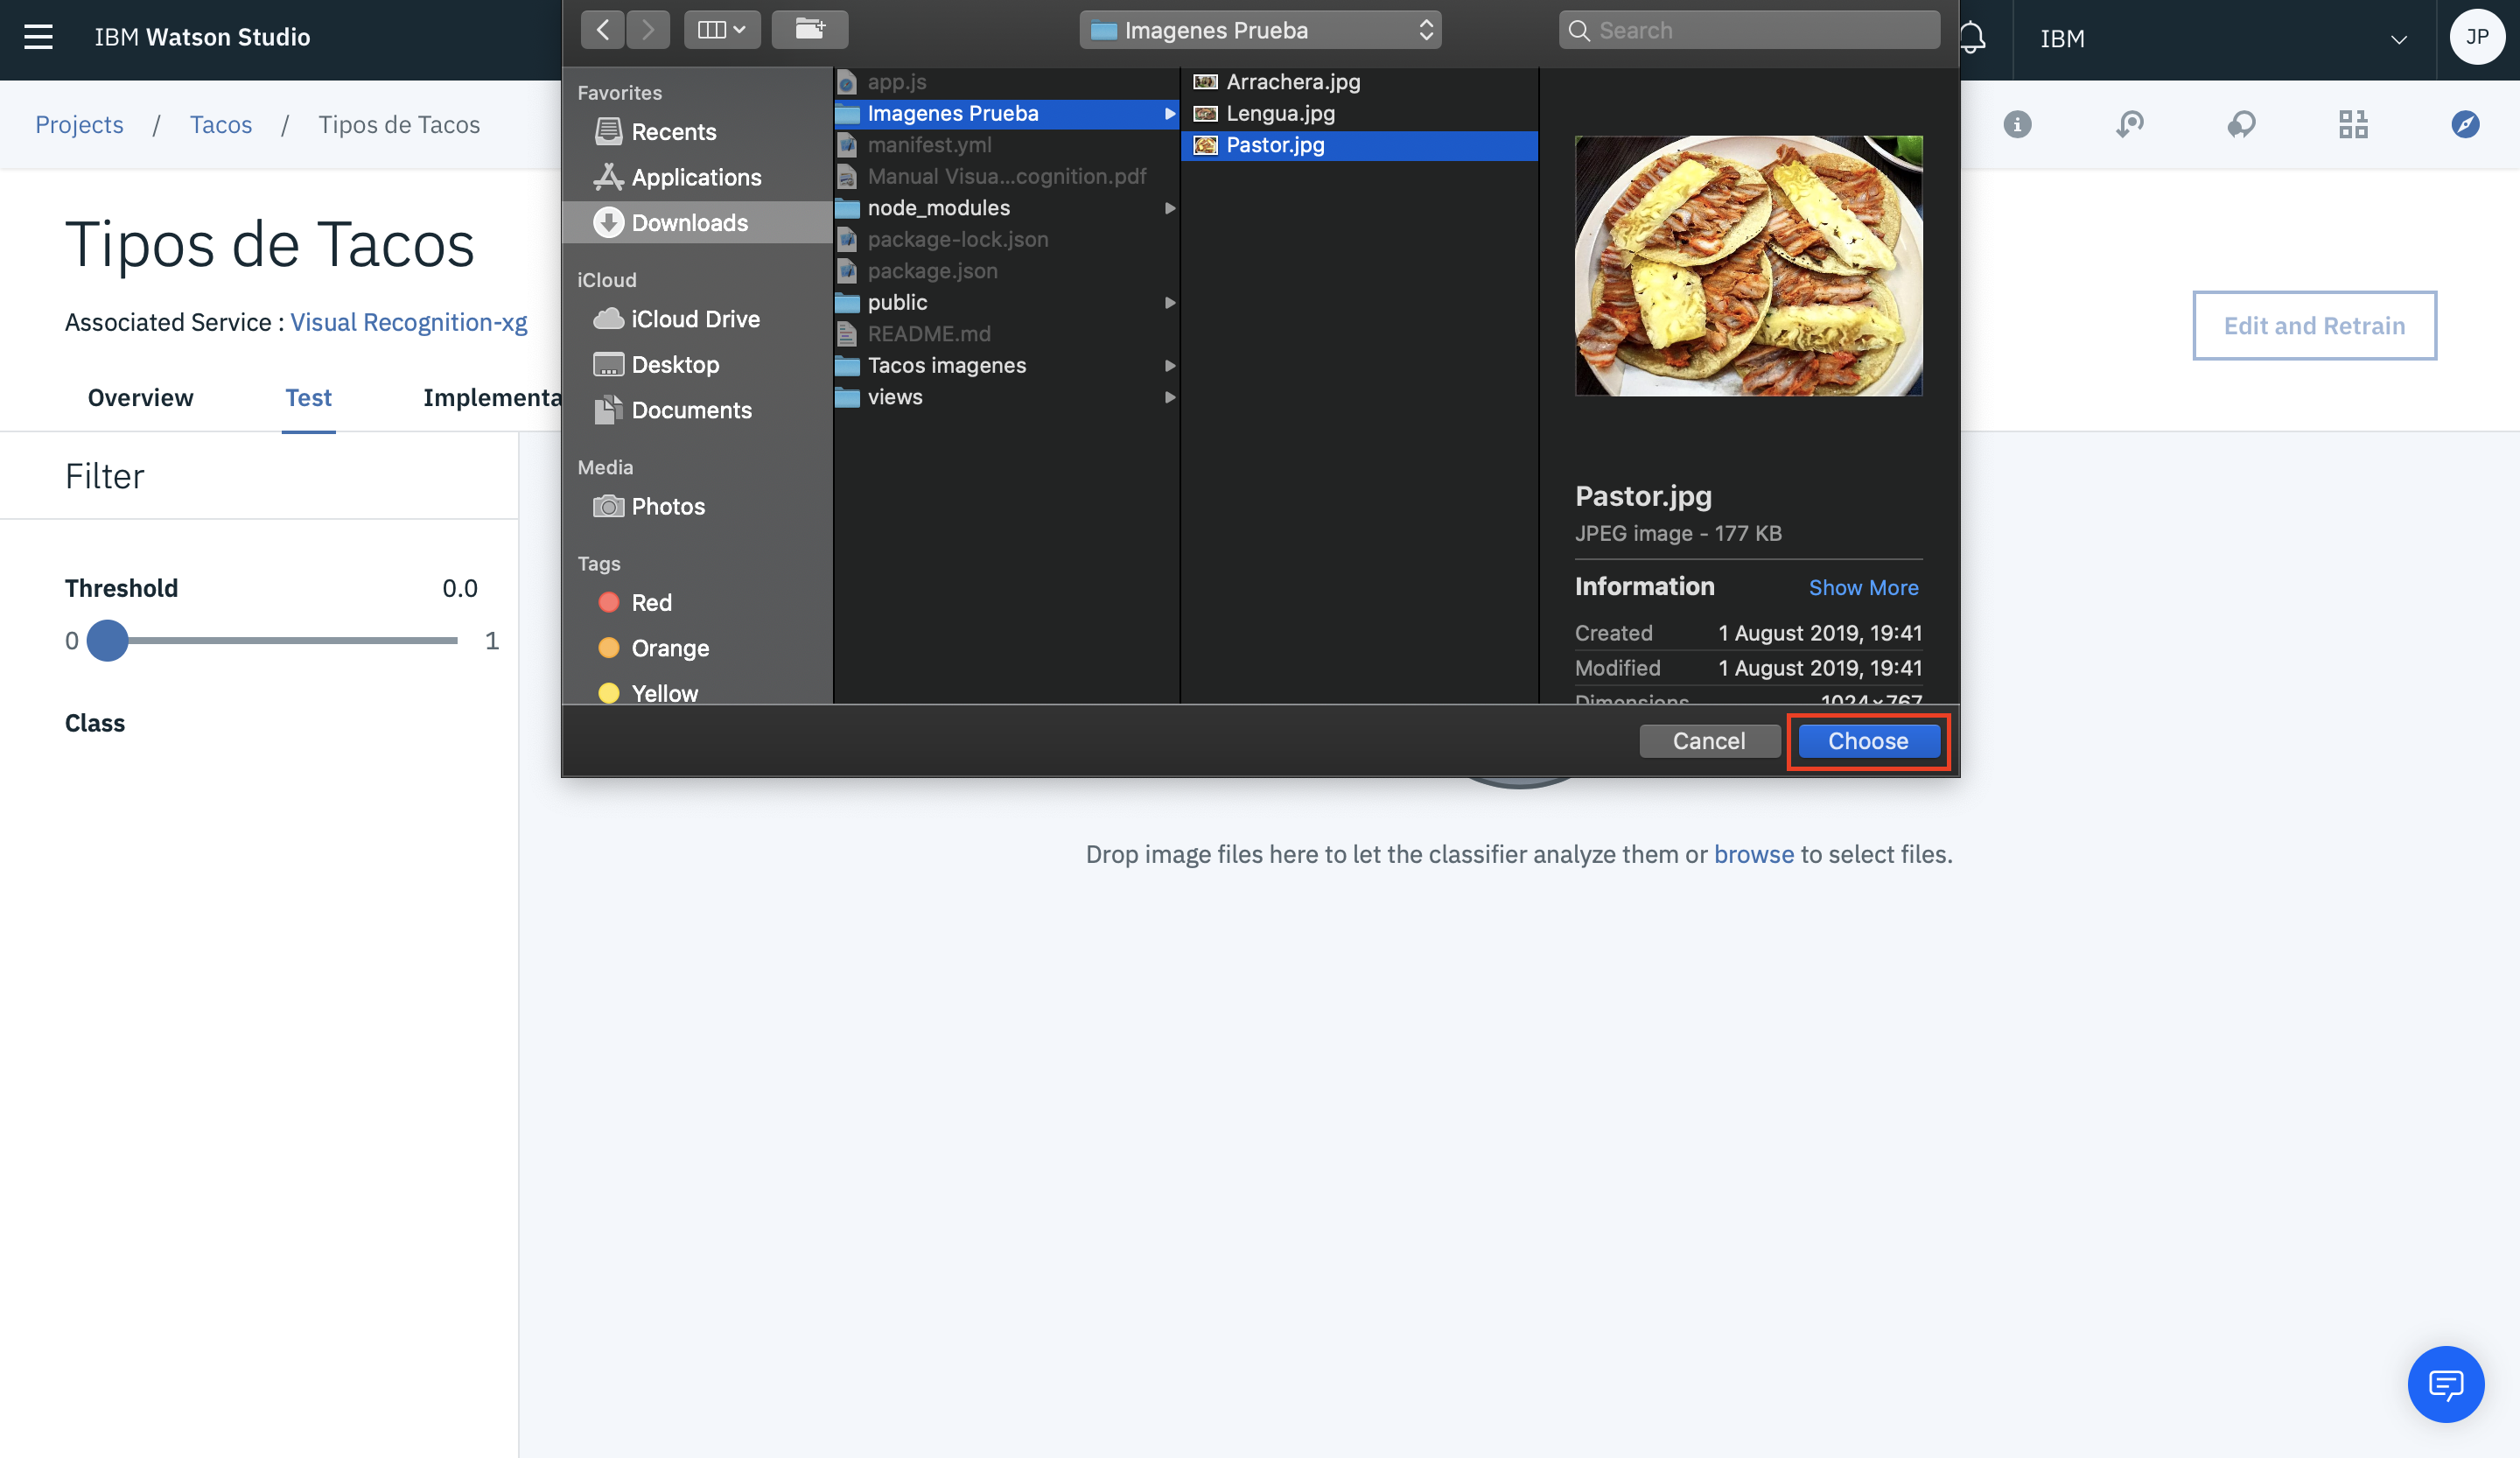 IBM Watson Studio
Imagenes Prueba
Search
IBM
JP
Projects / Tacos / Tipos de Tacos
Tipos de Tacos
Associated Service : Visual Recognition-xg
Edit and Retrain
Overview
Test
Implementa
Filter
Threshold
0.0
0
1
Class
Favorites
Recents
Applications
Downloads
iCloud
iCloud Drive
Desktop
Documents
Media
Photos
Tags
Red
Orange
Yellow
app.js
Imagenes Prueba
manifest.yml
Manual Visua...cognition.pdf
node_modules
package-lock.json
package.json
public
README.md
Tacos imagenes
views
Arrachera.jpg
Lengua.jpg
Pastor.jpg
Pastor.jpg
JPEG image - 177 KB
Information Show More
Created 1 August 2019, 19:41
Modified 1 August 2019, 19:41
Dimensions 1024×767
Cancel
Choose
Drop image files here to let the classifier analyze them or browse to select files.